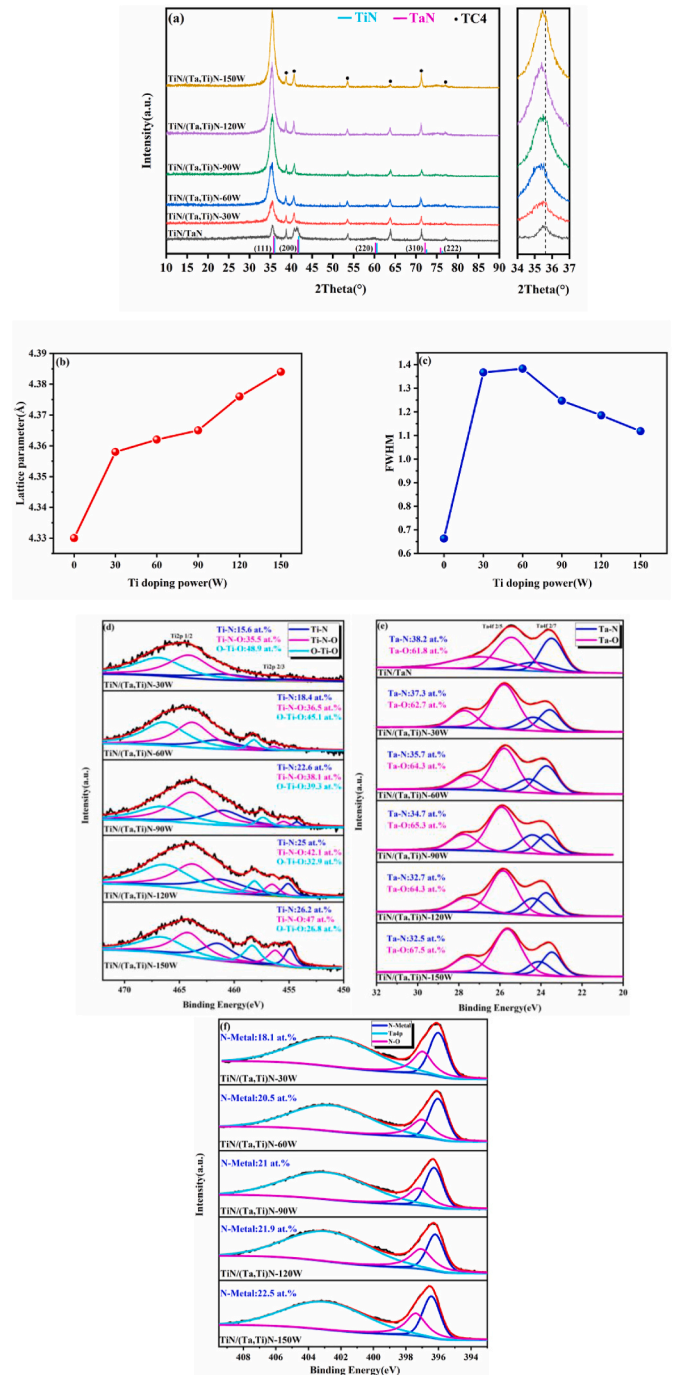 (a)
TiN
TaN
TC4
TiN/(Ta,Ti)N-150W
TiN/(Ta,Ti)N-120W
TiN/(Ta,Ti)N-90W
TiN/(Ta,Ti)N-60W
TiN/(Ta,Ti)N-30W
TiN/TaN
(111) (200) (220) (310) (222)
10 15 20 25 30 35 40 45 50 55 60 65 70 75 80 85 90
2Theta(°)
Intensity(a.u.)
34 35 36 37
2Theta(°)
(b)
4.39
4.38
4.37
4.36
4.35
4.34
4.33
Lattice parameter(Å)
0 30 60 90 120 150
Ti doping power(W)
(c)
1.4
1.3
1.2
1.1
1.0
0.9
0.8
0.7
0.6
FWHM
0 30 60 90 120 150
Ti doping power(W)
(d)
Ti2p 1/2
Ti2p 2/3
Ti-N
Ti-N-O
O-Ti-O
Ti-N:15.6 at.%
Ti-N-O:35.5 at.%
O-Ti-O:48.9 at.%
TiN/(Ta,Ti)N-30W
Ti-N:18.4 at.%
Ti-N-O:36.5 at.%
O-Ti-O:45.1 at.%
TiN/(Ta,Ti)N-60W
Ti-N:22.6 at.%
Ti-N-O:38.1 at.%
O-Ti-O:39.3 at.%
TiN/(Ta,Ti)N-90W
Ti-N:25 at.%
Ti-N-O:42.1 at.%
O-Ti-O:32.9 at.%
TiN/(Ta,Ti)N-120W
Ti-N:26.2 at.%
Ti-N-O:47 at.%
O-Ti-O:26.8 at.%
TiN/(Ta,Ti)N-150W
Intensity(a.u.)
470 465 460 455 450
Binding Energy(eV)
(e)
Ta4f 2/5
Ta4f 2/7
Ta-N
Ta-O
Ta-N:38.2 at.%
Ta-O:61.8 at.%
TiN/TaN
Ta-N:37.3 at.%
Ta-O:62.7 at.%
TiN/(Ta,Ti)N-30W
Ta-N:35.7 at.%
Ta-O:64.3 at.%
TiN/(Ta,Ti)N-60W
Ta-N:34.7 at.%
Ta-O:65.3 at.%
TiN/(Ta,Ti)N-90W
Ta-N:32.7 at.%
Ta-O:64.3 at.%
TiN/(Ta,Ti)N-120W
Ta-N:32.5 at.%
Ta-O:67.5 at.%
TiN/(Ta,Ti)N-150W
Intensity(a.u.)
32 30 28 26 24 22 20
Binding Energy(eV)
(f)
N-Metal
Ta4p
N-O
N-Metal:18.1 at.%
TiN/(Ta,Ti)N-30W
N-Metal:20.5 at.%
TiN/(Ta,Ti)N-60W
N-Metal:21 at.%
TiN/(Ta,Ti)N-90W
N-Metal:21.9 at.%
TiN/(Ta,Ti)N-120W
N-Metal:22.5 at.%
TiN/(Ta,Ti)N-150W
Intensity(a.u.)
408 406 404 402 400 398 396 394
Binding Energy(eV)